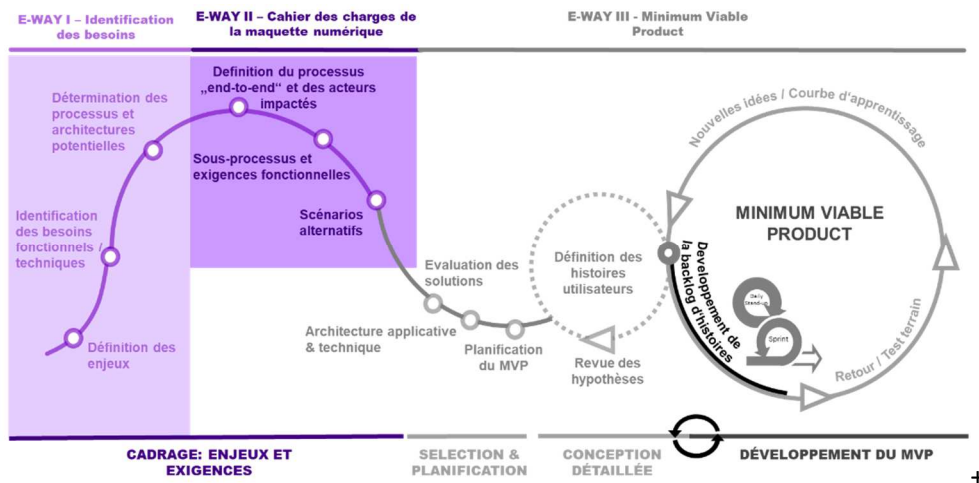 E-WAY I – Identification
des besoins
E-WAY II – Cahier des charges de
la maquette numérique
E-WAY III - Minimum Viable
Product
Définition des
enjeux
Identification
des besoins
fonctionnels /
techniques
Détermination des
processus et
architectures
potentielles
Definition du processus
„end-to-end“ et des acteurs
impactés
Sous-processus et
exigences fonctionnelles
Scénarios
alternatifs
Evaluation des
solutions
Architecture applicative
& technique
Planification
du MVP
Définition des
histoires
utilisateurs
Revue des
hypothèses
Nouvelles idées / Courbe d'apprentissage
MINIMUM VIABLE
PRODUCT
Developpement de
la backlog d'histoires
Daily
Stand-up
Sprint
Retour / Test terrain
CADRAGE: ENJEUX ET
EXIGENCES
SELECTION &
PLANIFICATION
CONCEPTION
DÉTAILLÉE
DÉVELOPPEMENT DU MVP